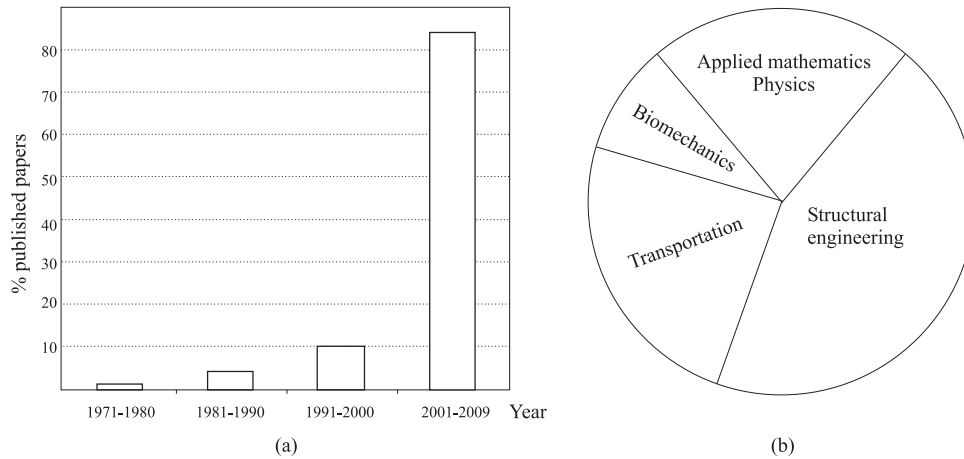 % published papers
80
70
60
50
40
30
20
10
1971-1980
1981-1990
1991-2000
2001-2009
Year
(a)
Applied mathematics
Physics
Biomechanics
Transportation
Structural
engineering
(b)